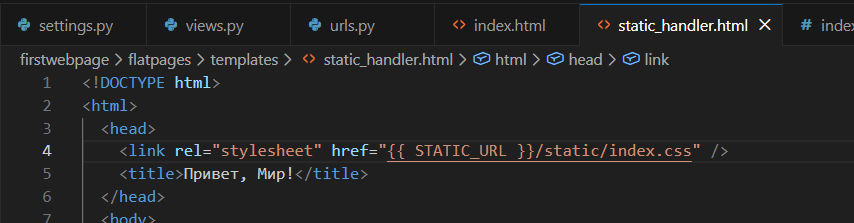 settings.py views.py urls.py index.html static_handler.html index
firstwebpage > flatpages > templates > static_handler.html > html > head > link
1 <!DOCTYPE html>
2 <html>
3 <head>
4 <link rel="stylesheet" href="{{ STATIC_URL }}/static/index.css" />
5 <title>Привет, Мир!</title>
6 </head>
7 <body>